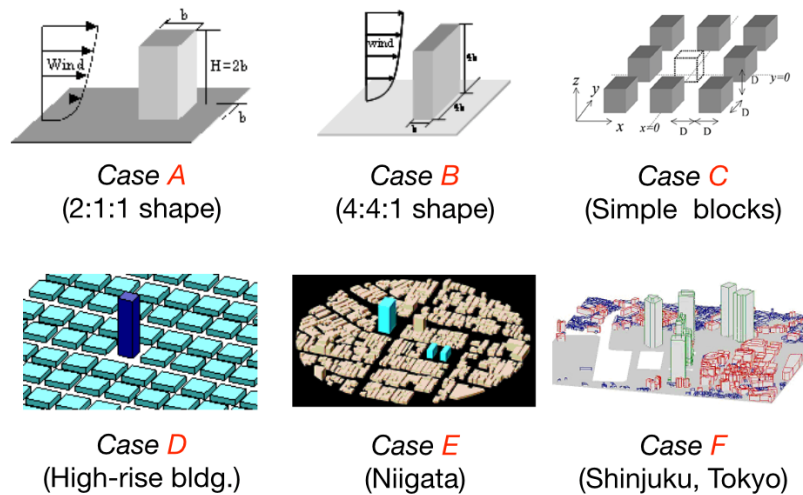 b
Wind
H=2b
b
Case A
(2:1:1 shape)
wind
4b
4b
b
Case B
(4:4:1 shape)
z
y
x
x=0
y=0
D
D
D
D
Case C
(Simple blocks)
Case D
(High-rise bldg.)
Case E
(Niigata)
Case F
(Shinjuku, Tokyo)